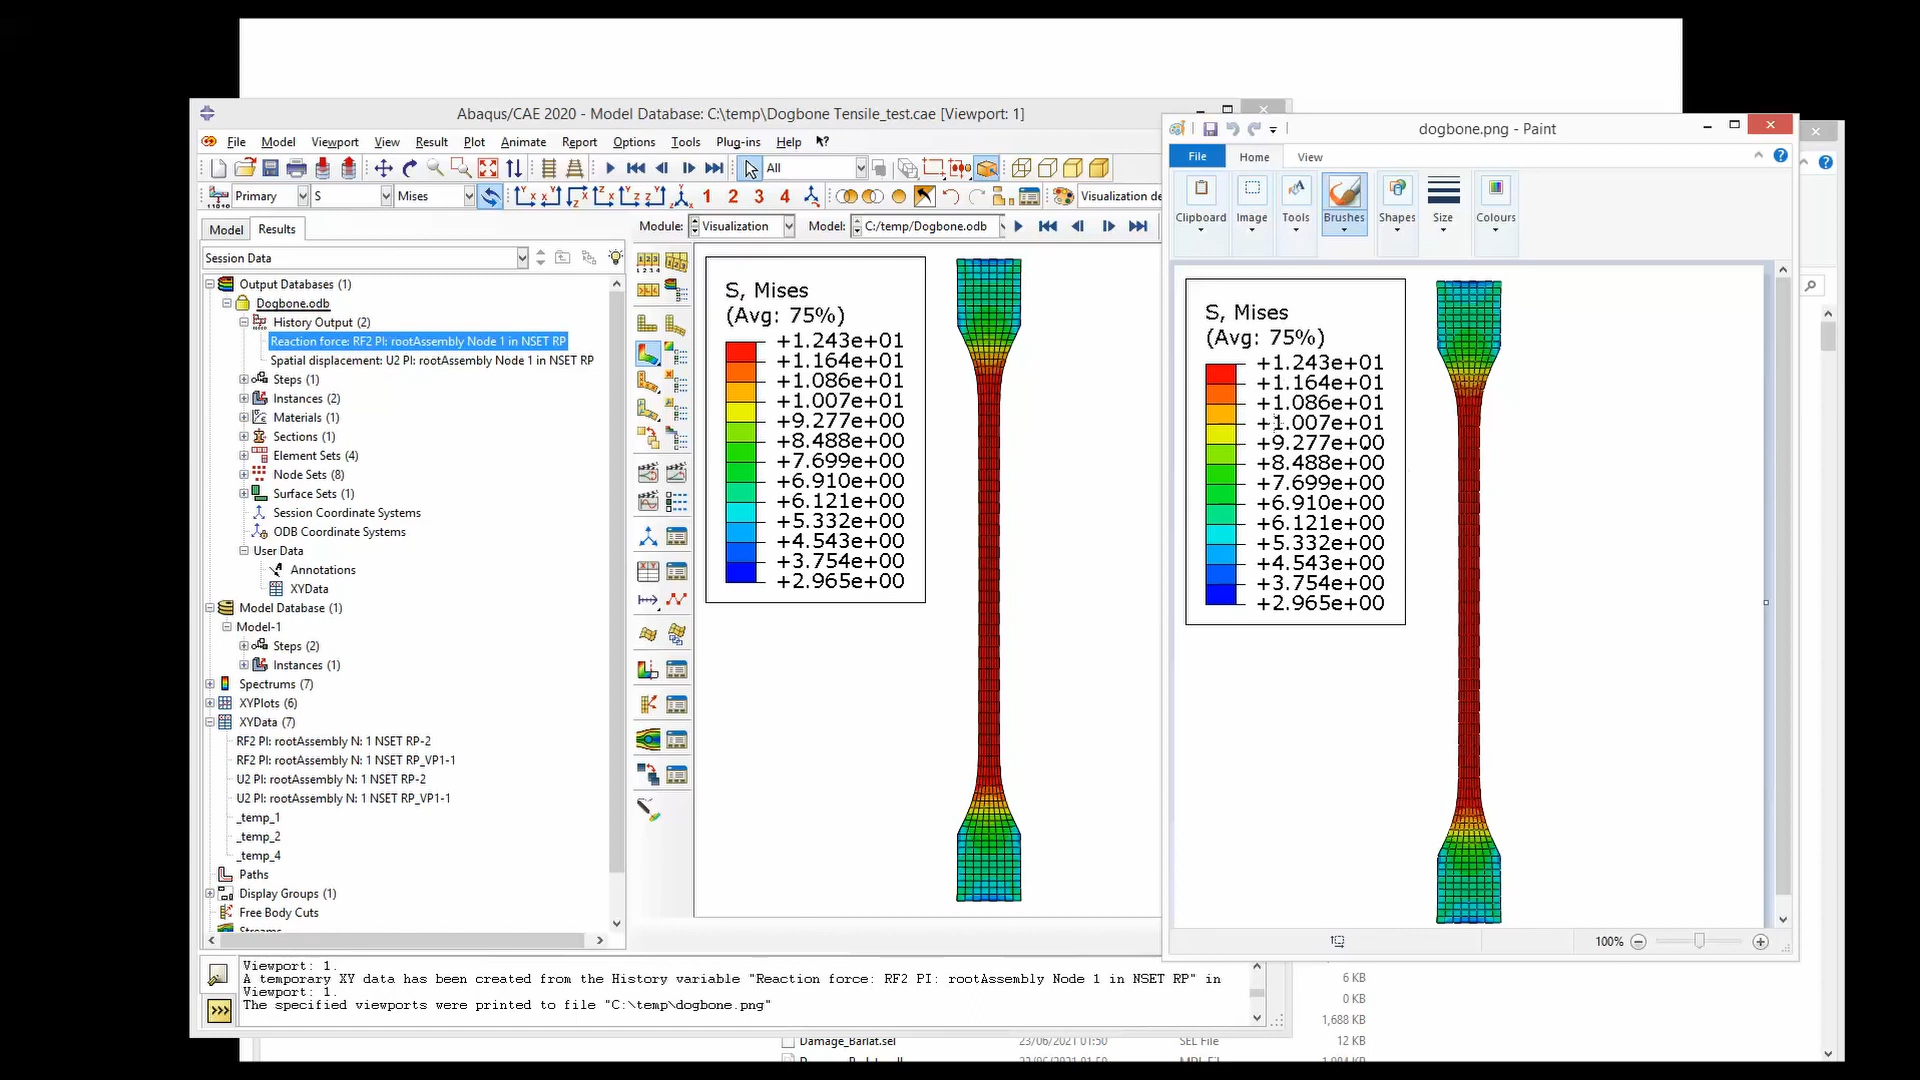 Abaqus/CAE 2020 - Model Database: C:\temp\Dogbone Tensile_test.cae [Viewport: 1]
File Model Viewport View Result Plot Animate Report Options Tools Plug-ins Help
All
Primary S Mises 1 2 3 4 Visualization de
Model Results
Module: Visualization Model: C:/temp/Dogbone.odb
Session Data
Output Databases (1)
Dogbone.odb
History Output (2)
Reaction force: RF2 PI: rootAssembly Node 1 in NSET RP
Spatial displacement: U2 PI: rootAssembly Node 1 in NSET RP
Steps (1)
Instances (2)
Materials (1)
Sections (1)
Element Sets (4)
Node Sets (8)
Surface Sets (1)
Session Coordinate Systems
ODB Coordinate Systems
User Data
Annotations
XYData
Model Database (1)
Model-1
Steps (2)
Instances (1)
Spectrums (7)
XYPlots (6)
XYData (7)
RF2 PI: rootAssembly N: 1 NSET RP-2
RF2 PI: rootAssembly N: 1 NSET RP_VP1-1
U2 PI: rootAssembly N: 1 NSET RP-2
U2 PI: rootAssembly N: 1 NSET RP_VP1-1
_temp_1
_temp_2
_temp_4
Paths
Display Groups (1)
Free Body Cuts
Streams
S, Mises
(Avg: 75%)
+1.243e+01
+1.164e+01
+1.086e+01
+1.007e+01
+9.277e+00
+8.488e+00
+7.699e+00
+6.910e+00
+6.121e+00
+5.332e+00
+4.543e+00
+3.754e+00
+2.965e+00
Viewport: 1.
A temporary XY data has been created from the History variable "Reaction force: RF2 PI: rootAssembly Node 1 in NSET RP" in
Viewport: 1.
The specified viewports were printed to file "C:\temp\dogbone.png"
dogbone.png - Paint
File Home View
Clipboard Image Tools Brushes Shapes Size Colours
S, Mises
(Avg: 75%)
+1.243e+01
+1.164e+01
+1.086e+01
+1.007e+01
+9.277e+00
+8.488e+00
+7.699e+00
+6.910e+00
+6.121e+00
+5.332e+00
+4.543e+00
+3.754e+00
+2.965e+00
100%
6 KB
0 KB
1,688 KB
Damage_Barlat.sel 23/06/2021 01:50 SEL File 12 KB